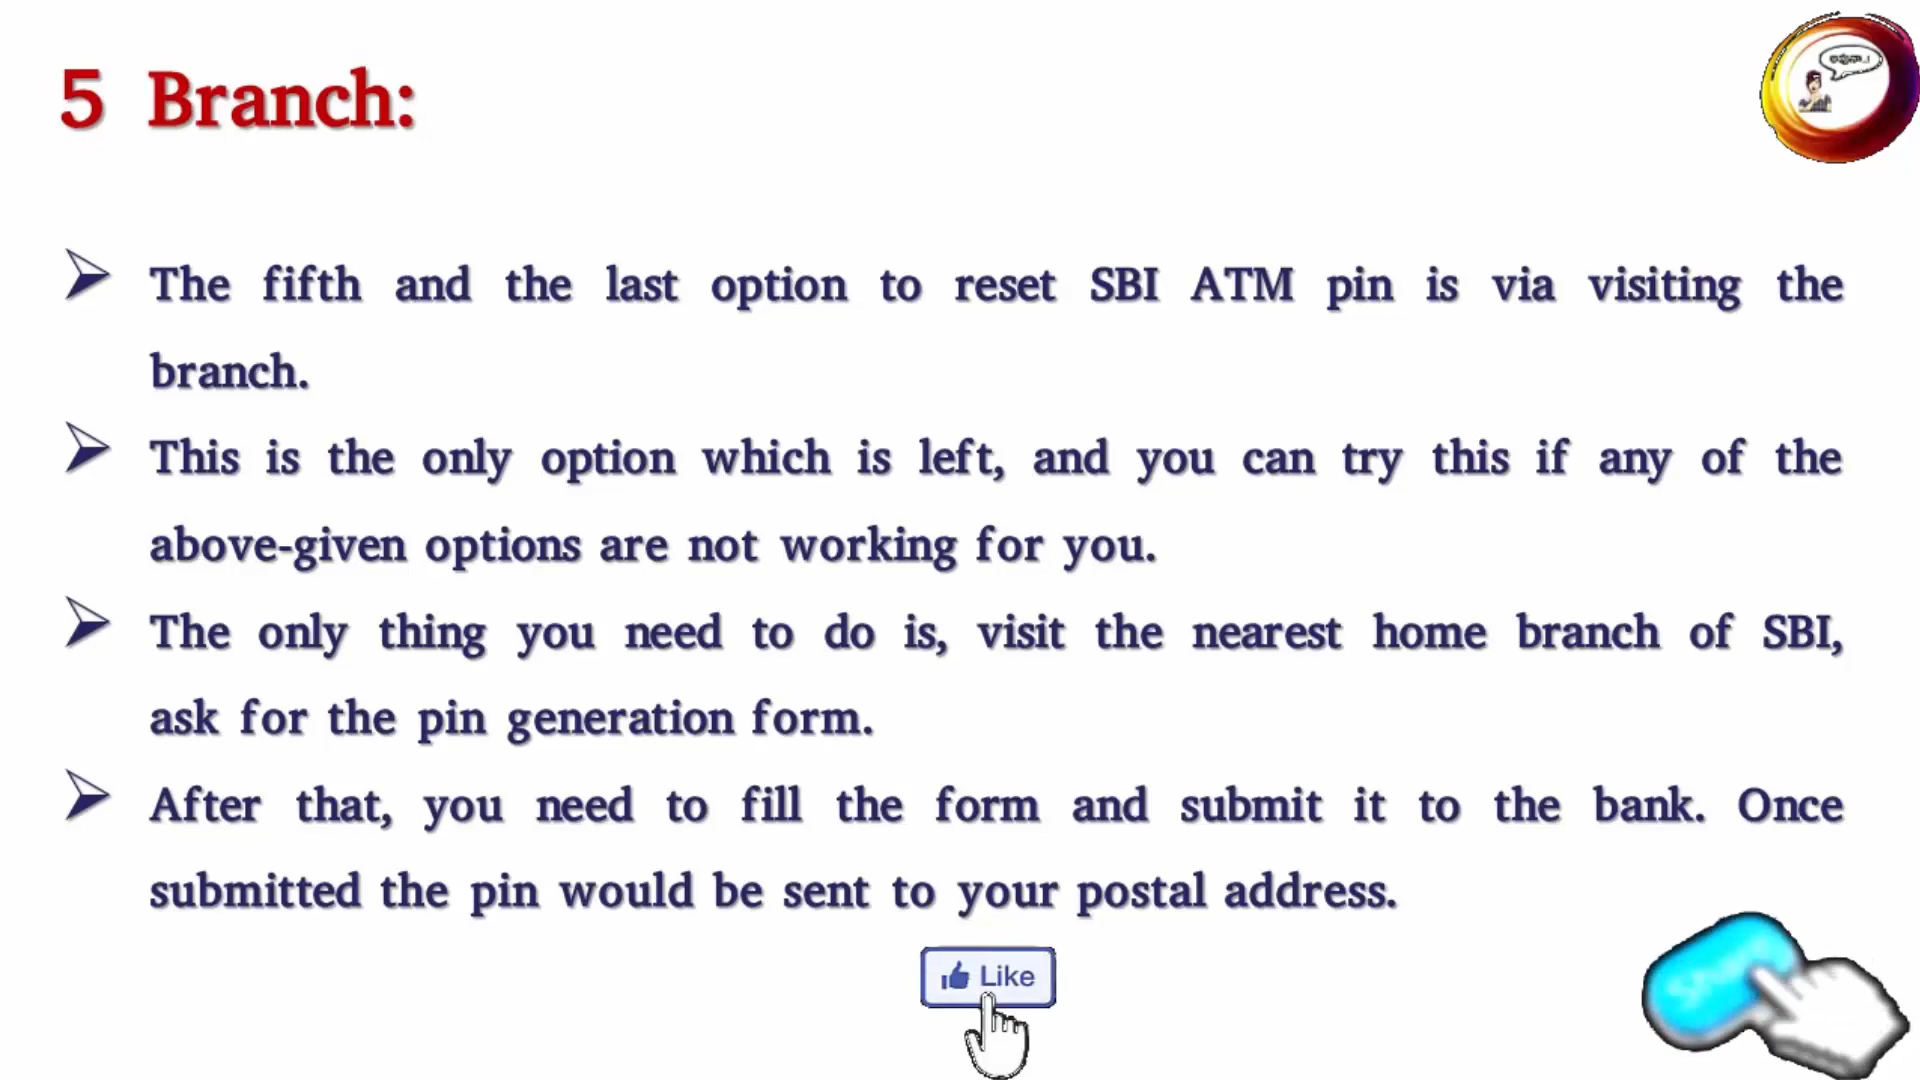 5 Branch:
The fifth and the last option to reset SBI ATM pin is via visiting the
branch.
This is the only option which is left, and you can try this if any of the
above-given options are not working for you.
The only thing you need to do is, visit the nearest home branch of SBI,
ask for the pin generation form.
After that, you need to fill the form and submit it to the bank. Once
submitted the pin would be sent to your postal address.
Like